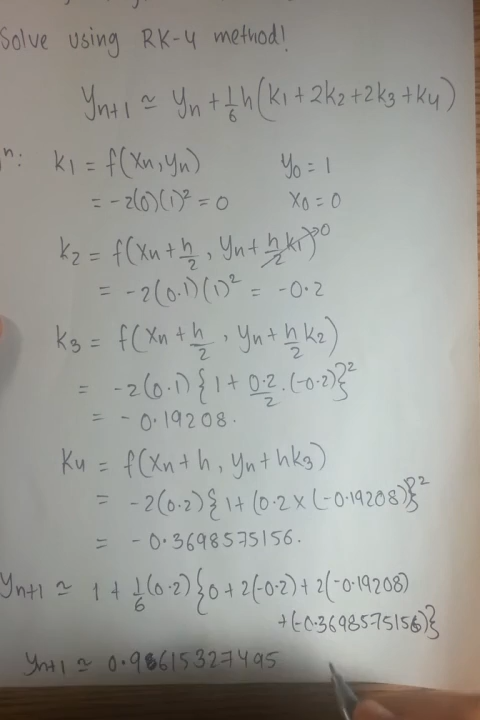 Solve using RK-4 method!
yn+1 ≃ yn + 1/6 h(k1 + 2k2 + 2k3 + k4)
n: k1 = f(xn, yn) y0 = 1
= -2(0)(1)² = 0 x0 = 0
k2 = f(xn + h/2, yn + h/2 k1)→0
= -2(0.1)(1)² = -0.2
k3 = f(xn + h/2, yn + h/2 k2)
= -2(0.1){1 + 0.2/2 .(-0.2)}²
= -0.19208.
k4 = f(xn + h, yn + hk3)
= -2(0.2){1 + (0.2 x (-0.19208)}²
= -0.3698575156.
yn+1 ≃ 1 + 1/6 (0.2){0 + 2(-0.2) + 2(-0.19208)
+(-0.3698575156)}
yn+1 ≃ 0.9615327495